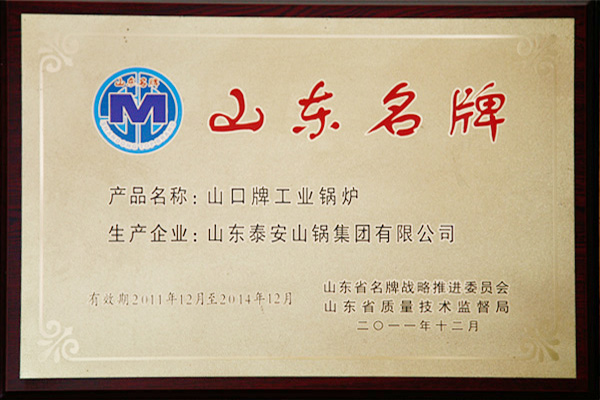 山东名牌
M
山东名牌
产品名称：山口牌工业锅炉
生产企业：山东泰安山锅集团有限公司
有效期2011年12月至2014年12月
山东省名牌战略推进委员会
山东省质量技术监督局
二〇一一年十二月